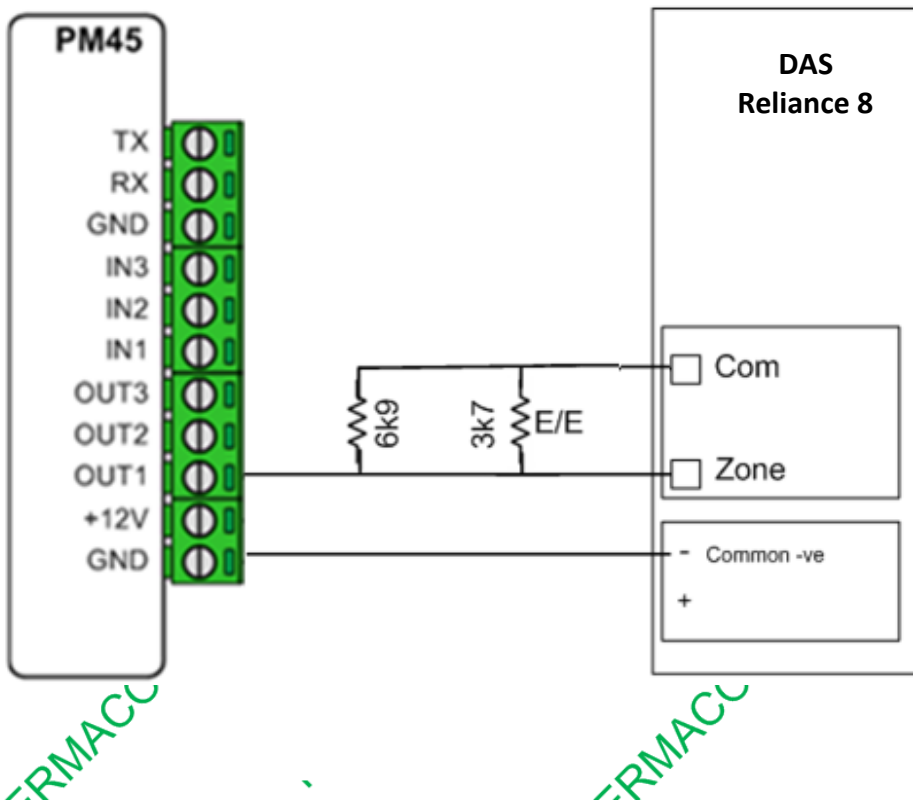 PM45
TX
RX
GND
IN3
IN2
IN1
OUT3
OUT2
OUT1
+12V
GND
6k9
3k7
E/E
DAS
Reliance 8
Com
Zone
- Common -ve
+